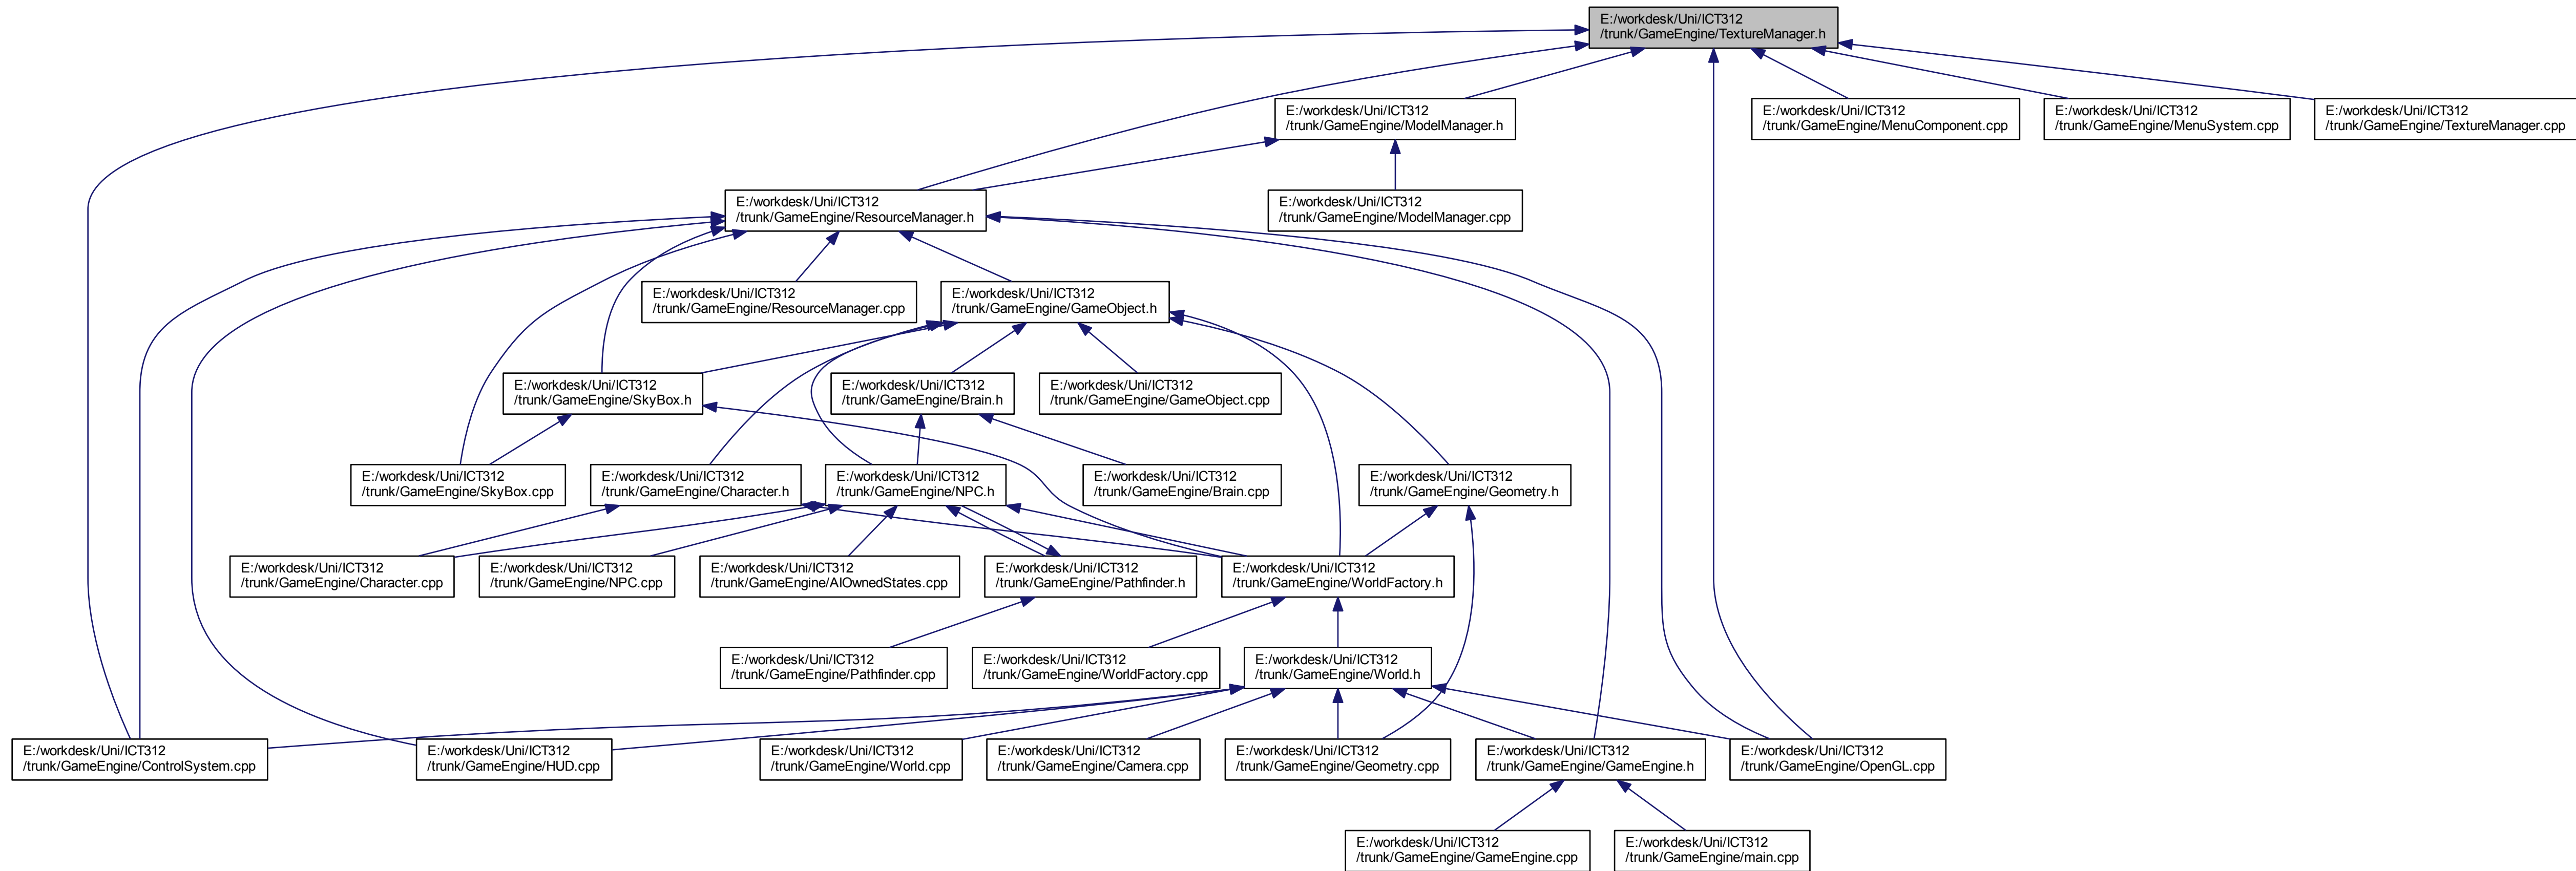 E:/workdesk/Uni/ICT312
/trunk/GameEngine/TextureManager.h
E:/workdesk/Uni/ICT312
/trunk/GameEngine/ModelManager.h
E:/workdesk/Uni/ICT312
/trunk/GameEngine/MenuComponent.cpp
E:/workdesk/Uni/ICT312
/trunk/GameEngine/MenuSystem.cpp
E:/workdesk/Uni/ICT312
/trunk/GameEngine/TextureManager.cpp
E:/workdesk/Uni/ICT312
/trunk/GameEngine/ResourceManager.h
E:/workdesk/Uni/ICT312
/trunk/GameEngine/ModelManager.cpp
E:/workdesk/Uni/ICT312
/trunk/GameEngine/ResourceManager.cpp
E:/workdesk/Uni/ICT312
/trunk/GameEngine/GameObject.h
E:/workdesk/Uni/ICT312
/trunk/GameEngine/SkyBox.h
E:/workdesk/Uni/ICT312
/trunk/GameEngine/Brain.h
E:/workdesk/Uni/ICT312
/trunk/GameEngine/GameObject.cpp
E:/workdesk/Uni/ICT312
/trunk/GameEngine/SkyBox.cpp
E:/workdesk/Uni/ICT312
/trunk/GameEngine/Character.h
E:/workdesk/Uni/ICT312
/trunk/GameEngine/NPC.h
E:/workdesk/Uni/ICT312
/trunk/GameEngine/Brain.cpp
E:/workdesk/Uni/ICT312
/trunk/GameEngine/Geometry.h
E:/workdesk/Uni/ICT312
/trunk/GameEngine/Character.cpp
E:/workdesk/Uni/ICT312
/trunk/GameEngine/NPC.cpp
E:/workdesk/Uni/ICT312
/trunk/GameEngine/AIOwnedStates.cpp
E:/workdesk/Uni/ICT312
/trunk/GameEngine/Pathfinder.h
E:/workdesk/Uni/ICT312
/trunk/GameEngine/WorldFactory.h
E:/workdesk/Uni/ICT312
/trunk/GameEngine/Pathfinder.cpp
E:/workdesk/Uni/ICT312
/trunk/GameEngine/WorldFactory.cpp
E:/workdesk/Uni/ICT312
/trunk/GameEngine/World.h
E:/workdesk/Uni/ICT312
/trunk/GameEngine/ControlSystem.cpp
E:/workdesk/Uni/ICT312
/trunk/GameEngine/HUD.cpp
E:/workdesk/Uni/ICT312
/trunk/GameEngine/World.cpp
E:/workdesk/Uni/ICT312
/trunk/GameEngine/Camera.cpp
E:/workdesk/Uni/ICT312
/trunk/GameEngine/Geometry.cpp
E:/workdesk/Uni/ICT312
/trunk/GameEngine/GameEngine.h
E:/workdesk/Uni/ICT312
/trunk/GameEngine/OpenGL.cpp
E:/workdesk/Uni/ICT312
/trunk/GameEngine/GameEngine.cpp
E:/workdesk/Uni/ICT312
/trunk/GameEngine/main.cpp